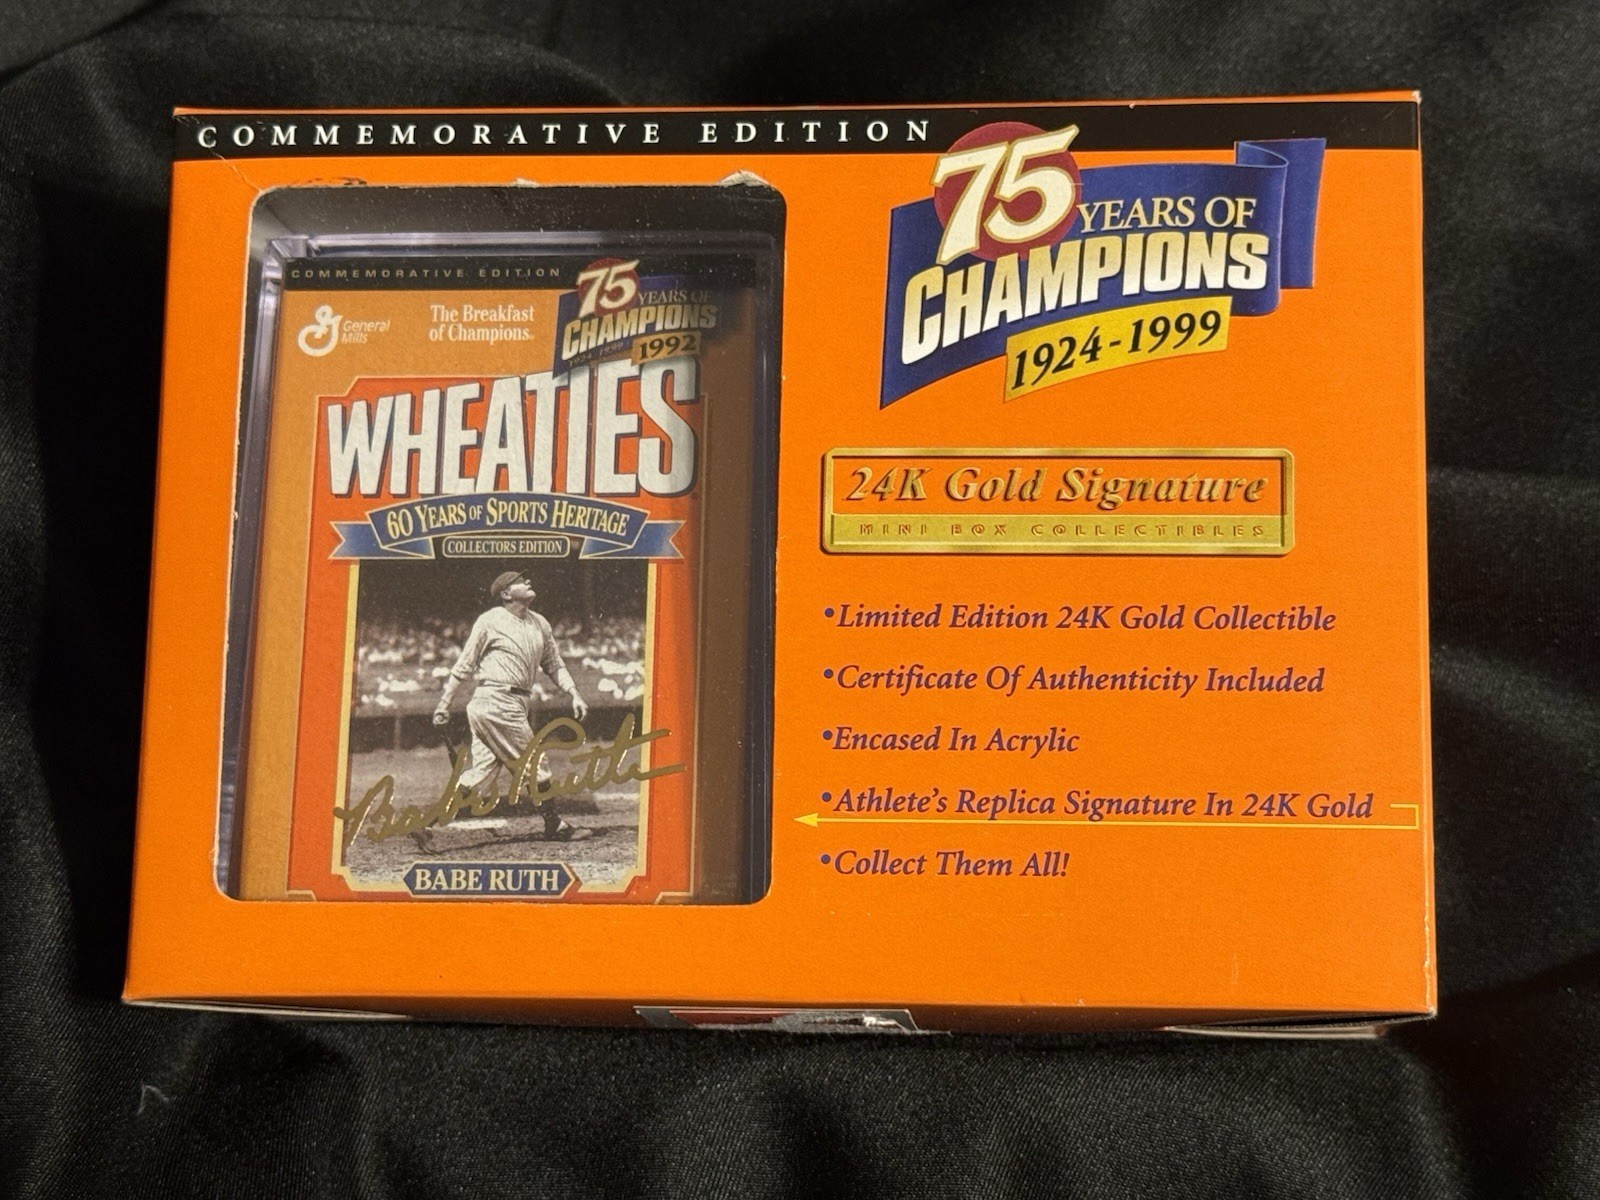 COMMEMORATIVE EDITION
75
YEARS OF
CHAMPIONS
1924-1999
COMMEMORATIVE EDITION
General
Mills
The Breakfast
of Champions.
75
YEARS OF
CHAMPIONS
1924-1999
1992
WHEATIES
60 YEARS OF SPORTS HERITAGE
COLLECTORS EDITION
Babe Ruth
BABE RUTH
24K Gold Signature
MINI BOX COLLECTIBLES
•Limited Edition 24K Gold Collectible
•Certificate Of Authenticity Included
•Encased In Acrylic
•Athlete's Replica Signature In 24K Gold
•Collect Them All!